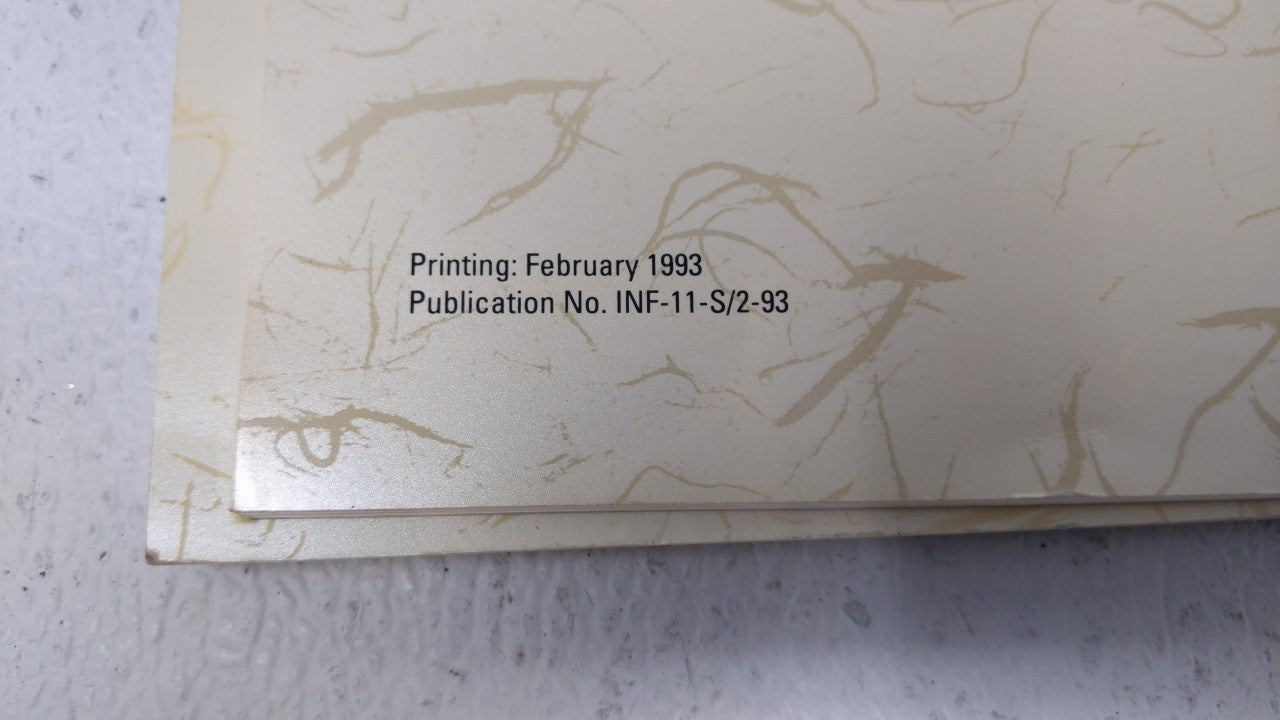 Printing: February 1993
Publication No. INF-11-S/2-93